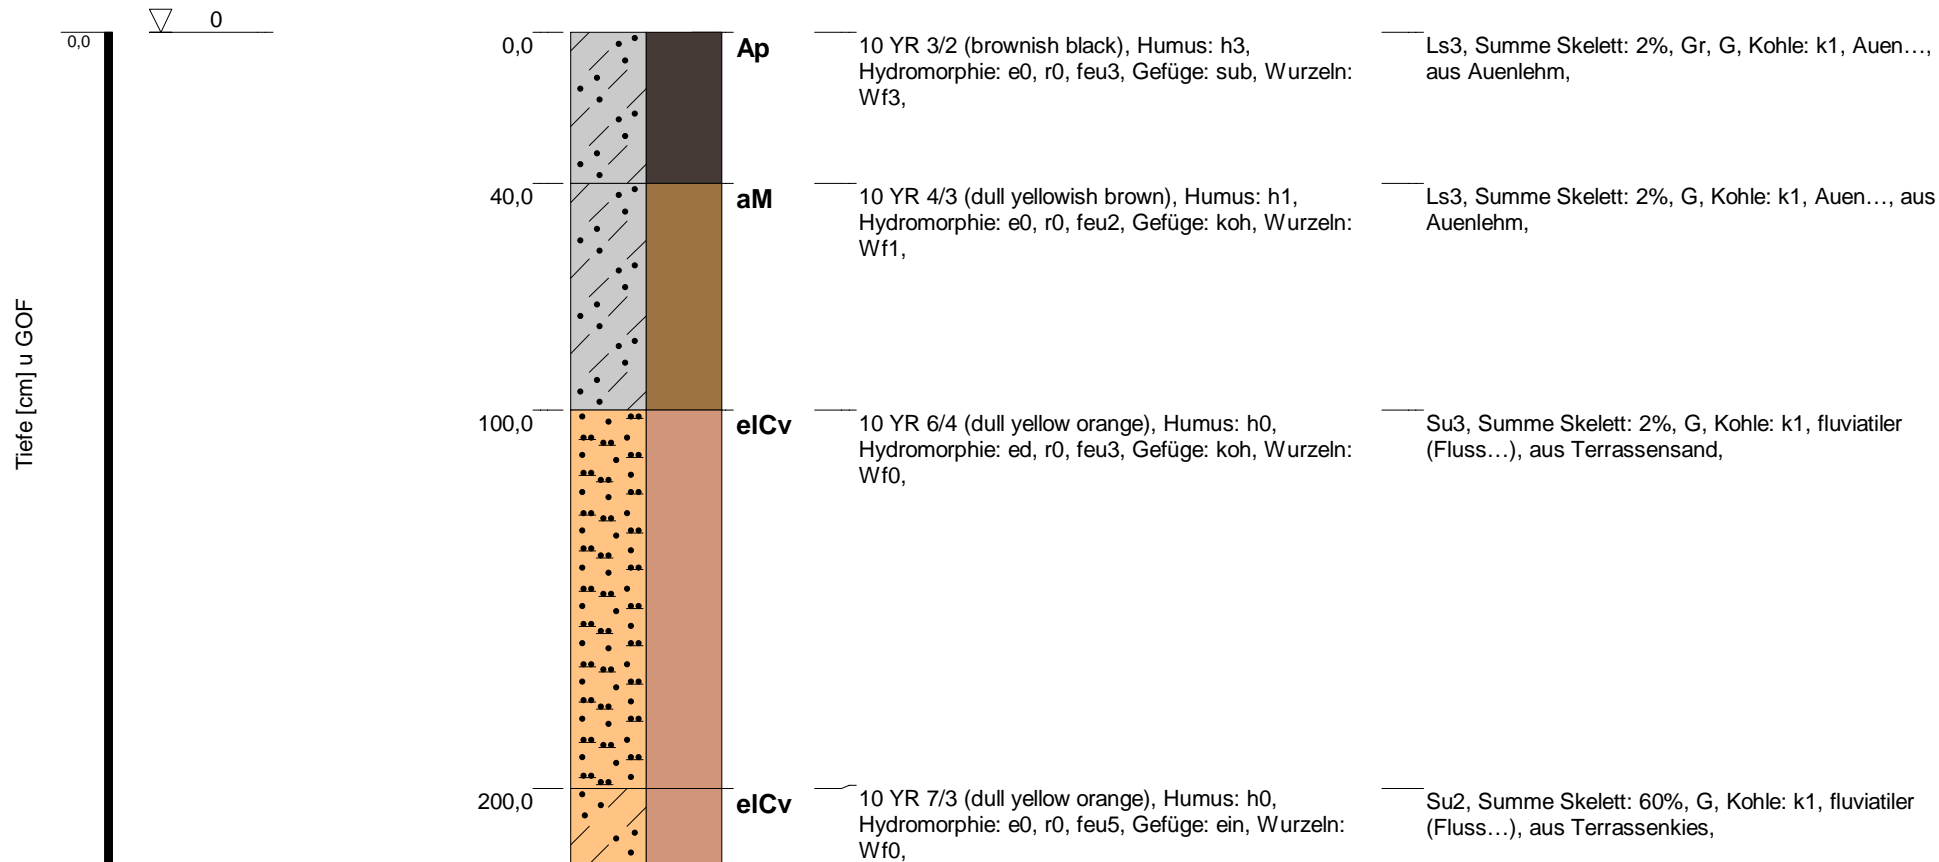 0
0,0
Tiefe [cm] u GOF
0,0
Ap
10 YR 3/2 (brownish black), Humus: h3,
Hydromorphie: e0, r0, feu3, Gefüge: sub, Wurzeln:
Wf3,
Ls3, Summe Skelett: 2%, Gr, G, Kohle: k1, Auen…,
aus Auenlehm,
40,0
aM
10 YR 4/3 (dull yellowish brown), Humus: h1,
Hydromorphie: e0, r0, feu2, Gefüge: koh, Wurzeln:
Wf1,
Ls3, Summe Skelett: 2%, G, Kohle: k1, Auen…, aus
Auenlehm,
100,0
elCv
10 YR 6/4 (dull yellow orange), Humus: h0,
Hydromorphie: ed, r0, feu3, Gefüge: koh, Wurzeln:
Wf0,
Su3, Summe Skelett: 2%, G, Kohle: k1, fluviatiler
(Fluss…), aus Terrassensand,
200,0
elCv
10 YR 7/3 (dull yellow orange), Humus: h0,
Hydromorphie: e0, r0, feu5, Gefüge: ein, Wurzeln:
Wf0,
Su2, Summe Skelett: 60%, G, Kohle: k1, fluviatiler
(Fluss…), aus Terrassenkies,